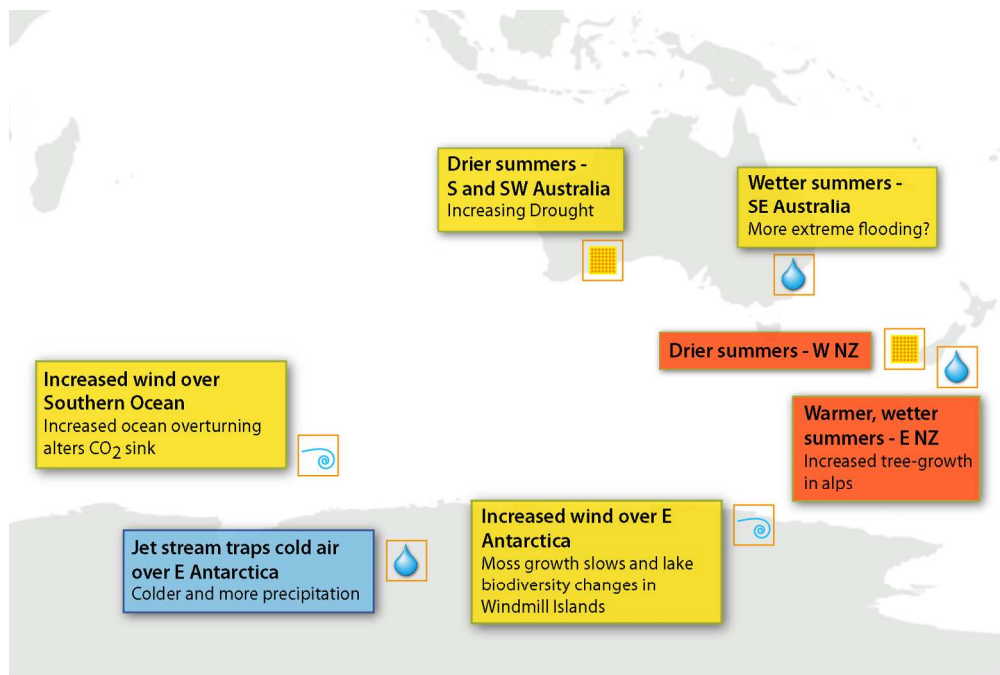 Drier summers -
S and SW Australia
Increasing Drought
Wetter summers -
SE Australia
More extreme flooding?
Drier summers - W NZ
Increased wind over
Southern Ocean
Increased ocean overturning
alters CO₂ sink
Warmer, wetter
summers - E NZ
Increased tree-growth
in alps
Increased wind over E
Antarctica
Moss growth slows and lake
biodiversity changes in
Windmill Islands
Jet stream traps cold air
over E Antarctica
Colder and more precipitation